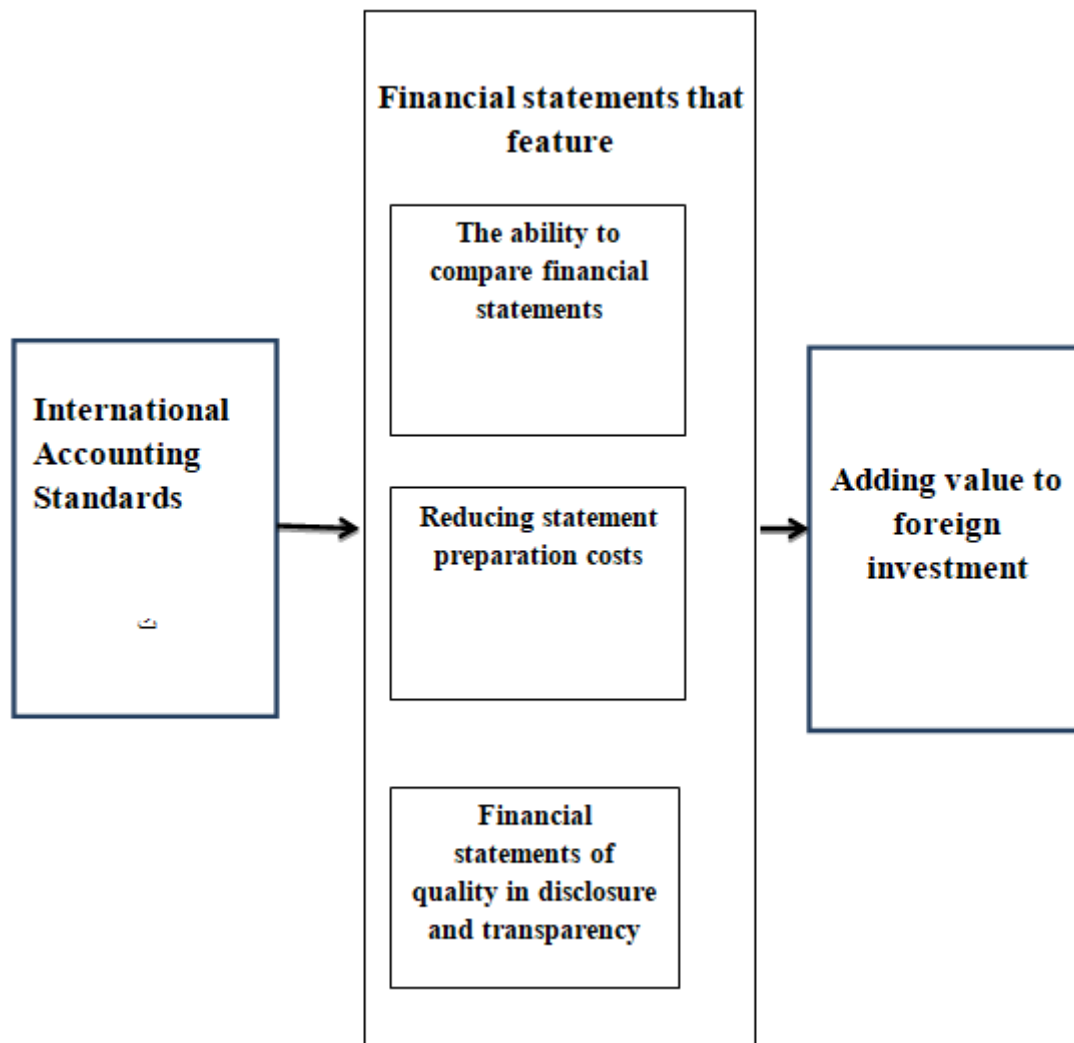 Financial statements that
feature
The ability to
compare financial
statements
International
Accounting
Standards
Reducing statement
preparation costs
Adding value to
foreign
investment
Financial
statements of
quality in disclosure
and transparency